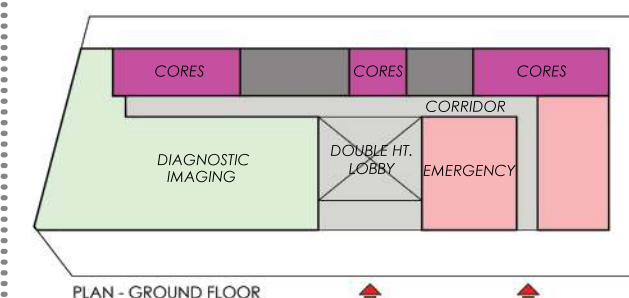 CORES
CORES
CORES
CORRIDOR
DIAGNOSTIC
IMAGING
DOUBLE HT.
LOBBY
EMERGENCY
PLAN - GROUND FLOOR